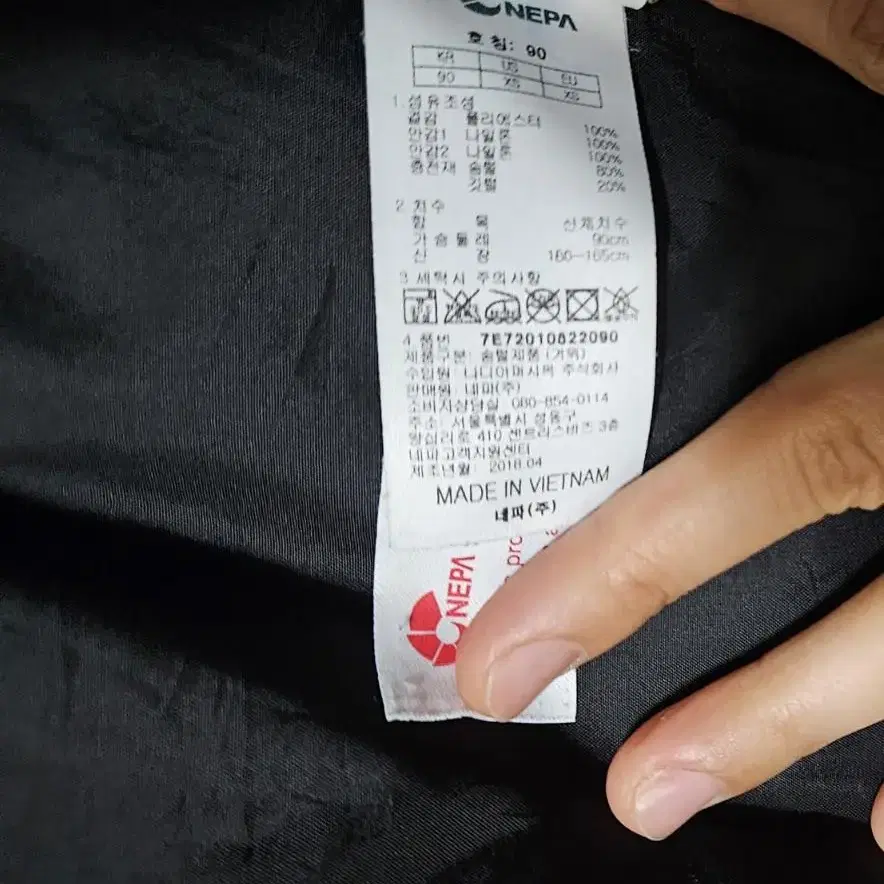 NEPA
호 칭: 90
KR US EU
90 XS XS
1.섬유조성
겉감 폴리에스터 100%
안감1 나일론 100%
안감2 나일론 100%
충전재 솜털 80%
깃털 20%
2.치수
항 목 신체치수
가 슴 둘 레 90cm
신 장 160-165cm
3.세탁시 주의사항
4.품번 7E72010822090
제품구분: 솜털제품 (거위)
수입원: 나디아퍼시픽 주식회사
판매원: 네파(주)
소비자상담실 080-854-0114
주소: 서울특별시 성동구
왕십리로 410 센트라스비즈 3층
네파고객지원센터
제조년월: 2018.04
MADE IN VIETNAM
네파(주)
NEPA
pro